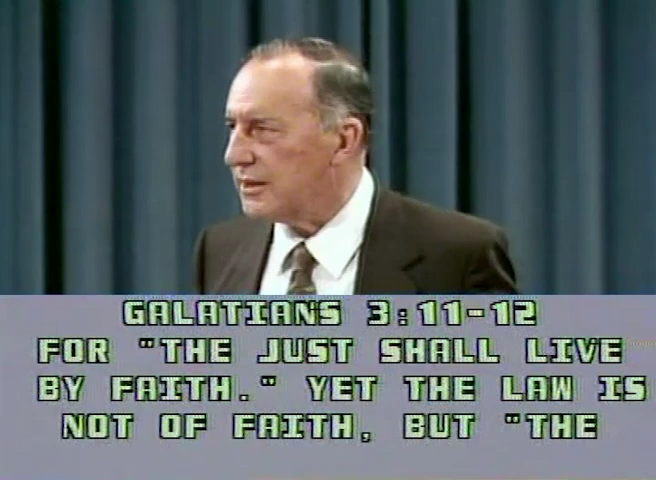 GALATIANS 3:11-12
FOR "THE JUST SHALL LIVE
BY FAITH." YET THE LAW IS
NOT OF FAITH, BUT "THE